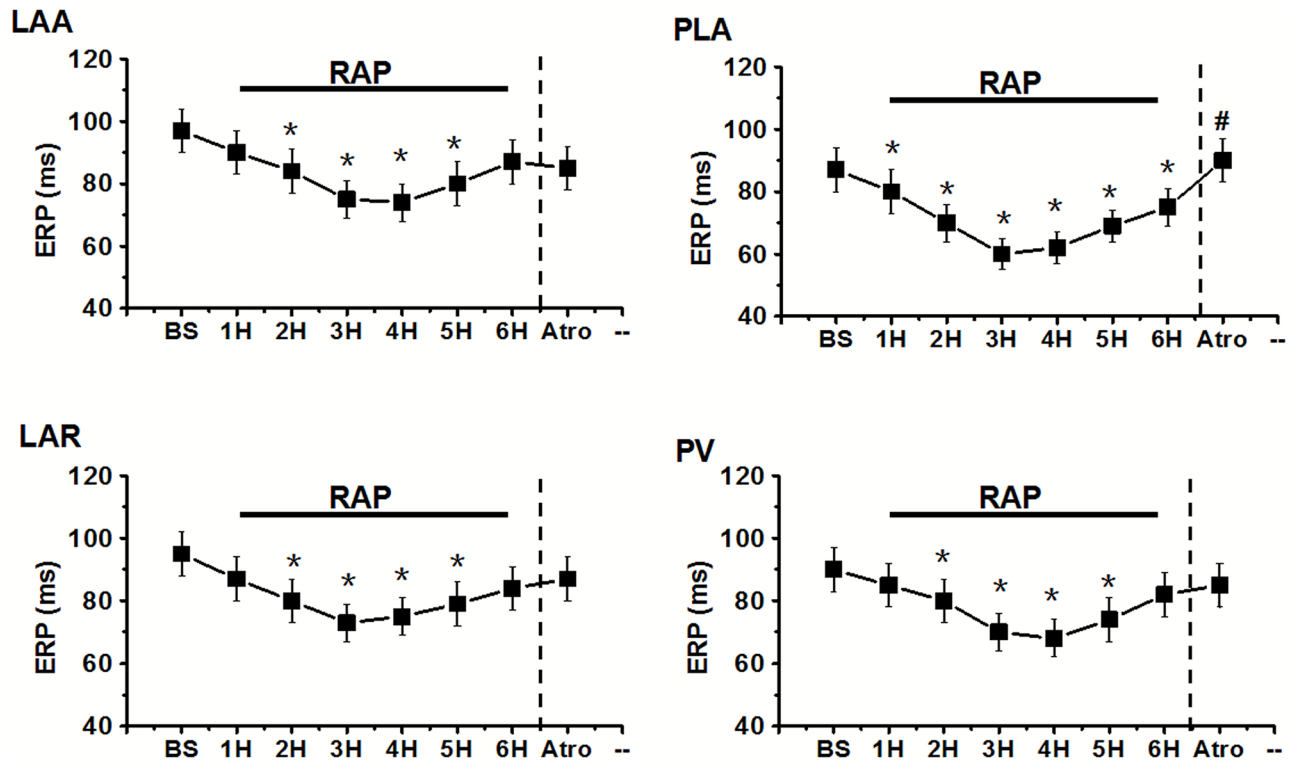 LAA
RAP
ERP (ms)
120
*
*
*
*
100
80
60
40
BS 1H 2H 3H 4H 5H 6H Atro --
PLA
RAP
ERP (ms)
120
#
*
*
*
*
*
*
100
80
60
40
BS 1H 2H 3H 4H 5H 6H Atro --
LAR
RAP
ERP (ms)
120
*
*
*
*
100
80
60
40
BS 1H 2H 3H 4H 5H 6H Atro --
PV
RAP
ERP (ms)
120
*
*
*
*
100
80
60
40
BS 1H 2H 3H 4H 5H 6H Atro --